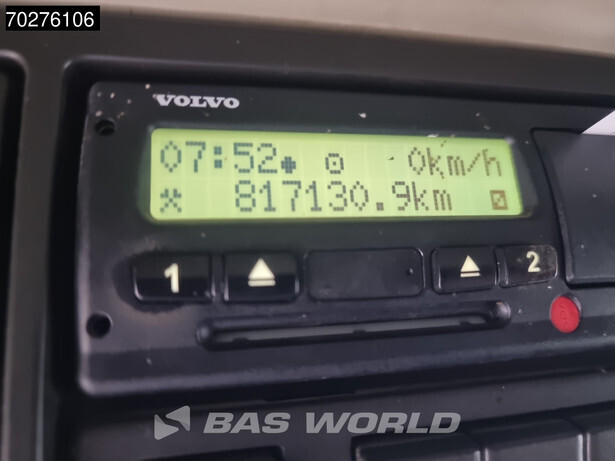 70276106
VOLVO
07:52 0km/h
817130.9km
1 2
BAS WORLD